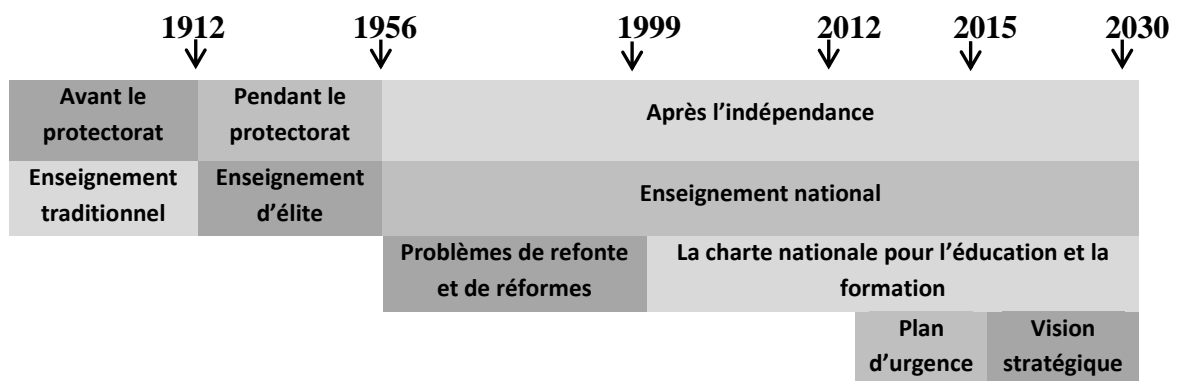 1912 1956 1999 2012 2015 2030
Avant le
protectorat
Pendant le
protectorat
Après l'indépendance
Enseignement
traditionnel
Enseignement
d'élite
Enseignement national
Problèmes de refonte
et de réformes
La charte nationale pour l'éducation et la
formation
Plan
d'urgence
Vision
stratégique